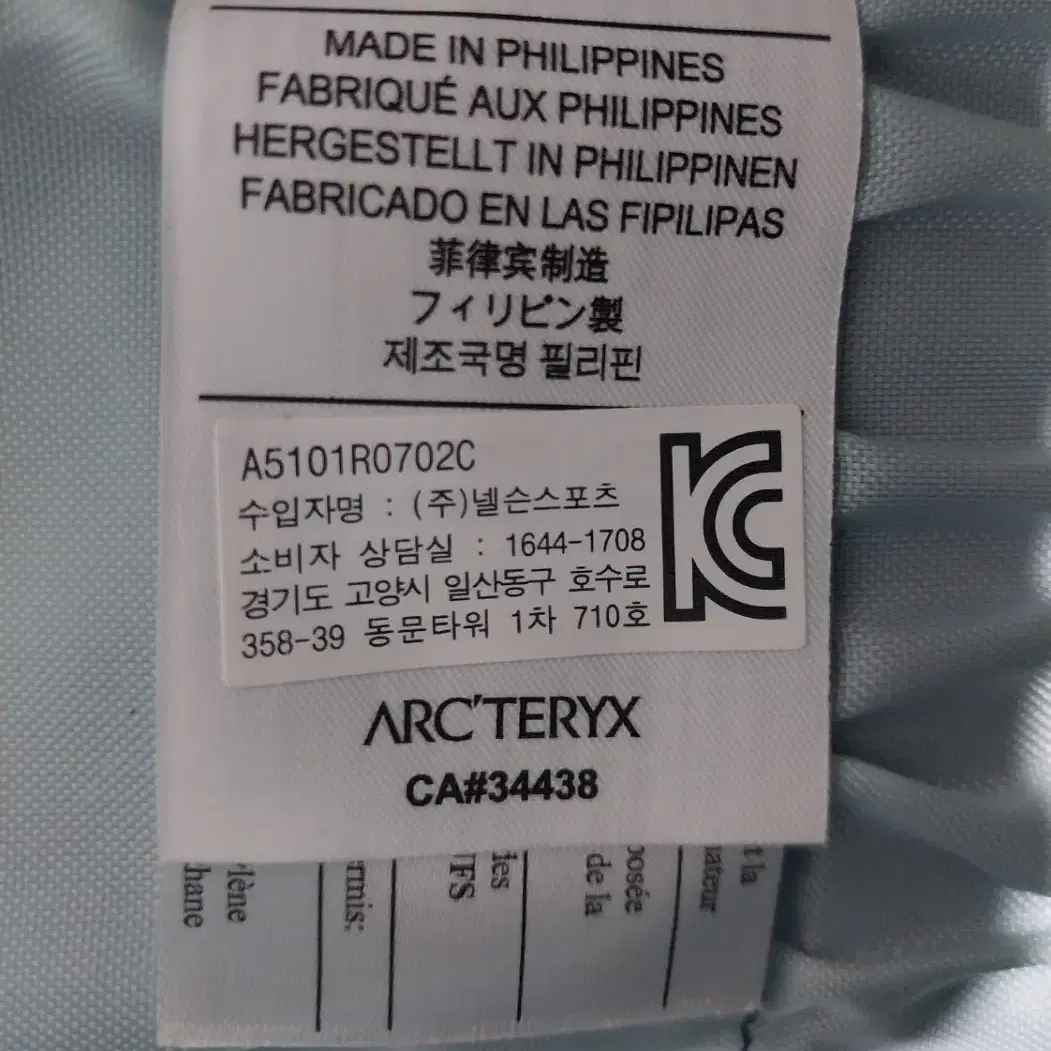 MADE IN PHILIPPINES
FABRIQUÉ AUX PHILIPPINES
HERGESTELLT IN PHILIPPINEN
FABRICADO EN LAS FIPILIPAS
菲律宾制造
フィリピン製
제조국명 필리핀
A5101R0702C
수입자명 : (주)넬슨스포츠
소비자 상담실 : 1644-1708
경기도 고양시 일산동구 호수로
358-39 동문타워 1차 710호
KC
ARC'TERYX
CA#34438
t la
de la